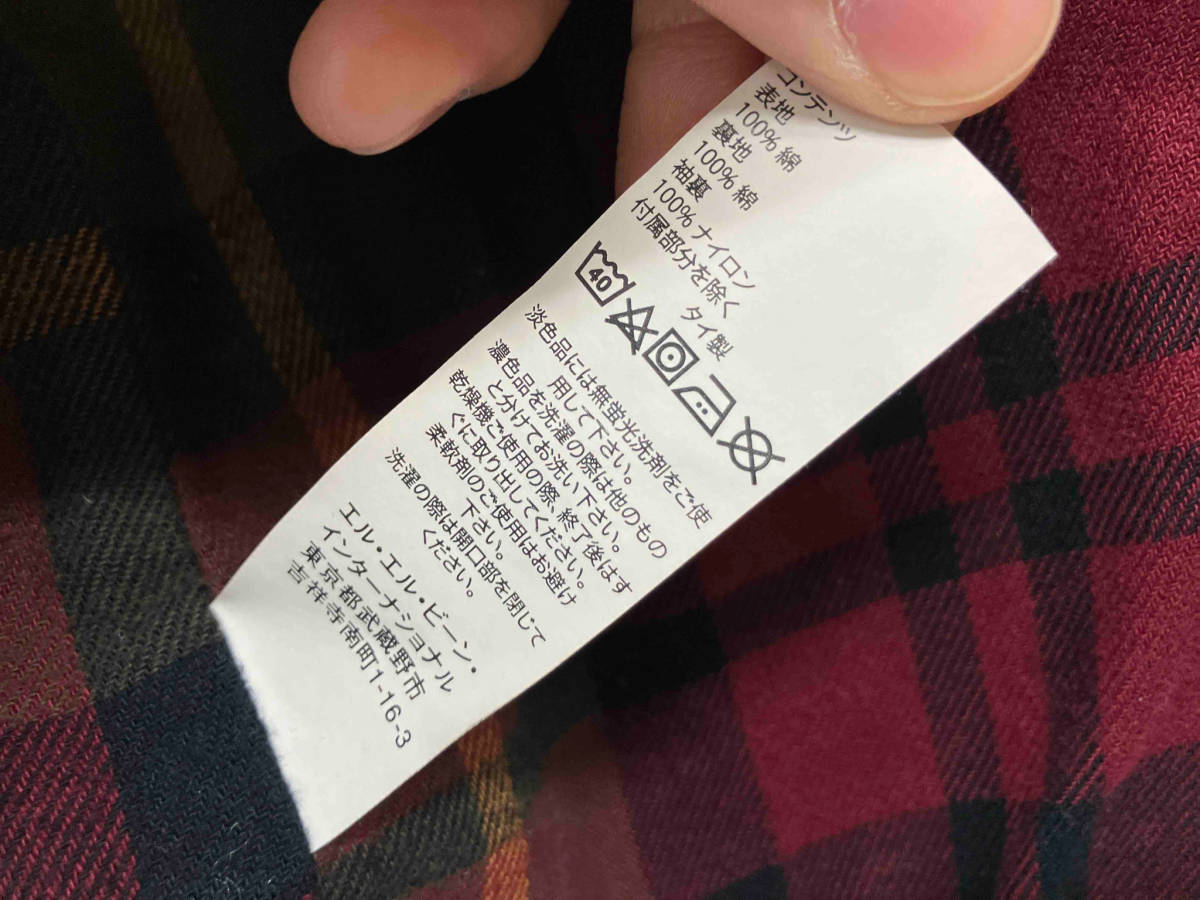 コンテンツ
表地
100% 綿
裏地
100% 綿
袖裏
100% ナイロン
付属部分を除く
タイ製
40
淡色品には無蛍光洗剤をご使
用して下さい。
濃色品を洗濯の際は他のもの
と分けてお洗い下さい。
乾燥機ご使用の際、終了後はす
ぐに取り出してください。
柔軟剤のご使用はお避け
下さい。
洗濯の際は開口部を閉じて
ください。
エル・エル・ビーン・
インターナショナル
東京都武蔵野市
吉祥寺南町1-16-3